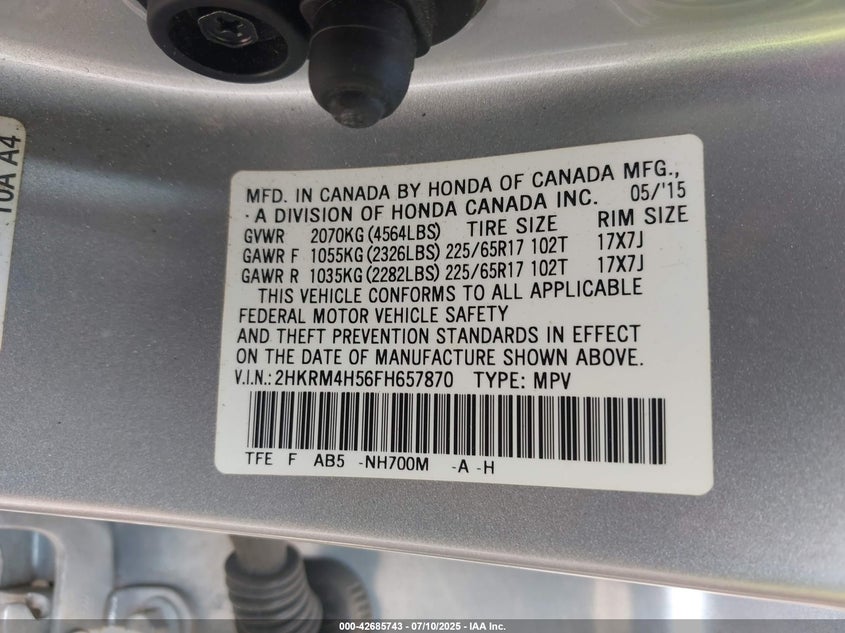 10A A4
MFD. IN CANADA BY HONDA OF CANADA MFG., 05/'15
· A DIVISION OF HONDA CANADA INC.
GVWR 2070KG (4564LBS) TIRE SIZE RIM SIZE
GAWR F 1055KG (2326LBS) 225/65R17 102T 17X7J
GAWR R 1035KG (2282LBS) 225/65R17 102T 17X7J
THIS VEHICLE CONFORMS TO ALL APPLICABLE
FEDERAL MOTOR VEHICLE SAFETY
AND THEFT PREVENTION STANDARDS IN EFFECT
ON THE DATE OF MANUFACTURE SHOWN ABOVE.
V.I.N.: 2HKRM4H56FH657870 TYPE: MPV
TFE F AB5 -NH700M -A -H
000-42685743 // 07/10/2025 // IAA Inc.